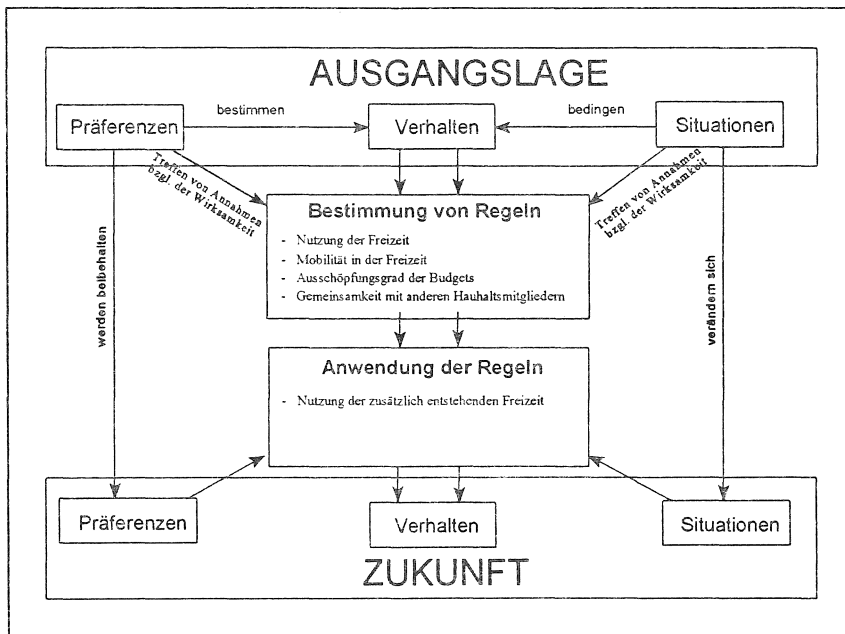 AUSGANGSLAGE
Präferenzen
bestimmen
Verhalten
bedingen
Situationen
Treffen von Annahmen
bzgl. der Wirksamkeit
Treffen von Annahmen
bzgl. der Wirksamkeit
Bestimmung von Regeln
- Nutzung der Freizeit
- Mobilität in der Freizeit
- Ausschöpfungsgrad der Budgets
- Gemeinsamkeit mit anderen Hauhaltsmitgliedern
werden beibehalten
verändern sich
Anwendung der Regeln
- Nutzung der zusätzlich entstehenden Freizeit
Präferenzen
Verhalten
Situationen
ZUKUNFT